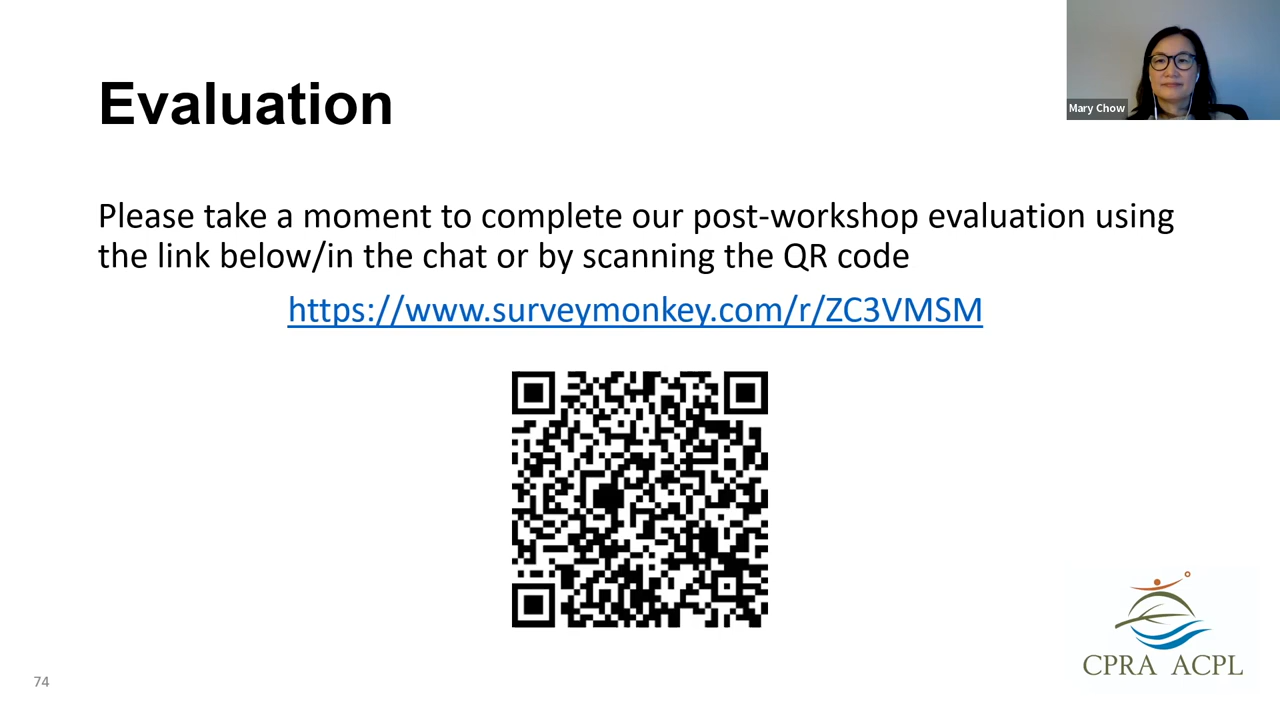 Mary Chow
Evaluation
Please take a moment to complete our post-workshop evaluation using
the link below/in the chat or by scanning the QR code
https://www.surveymonkey.com/r/ZC3VMSM
CPRA ACPL
74